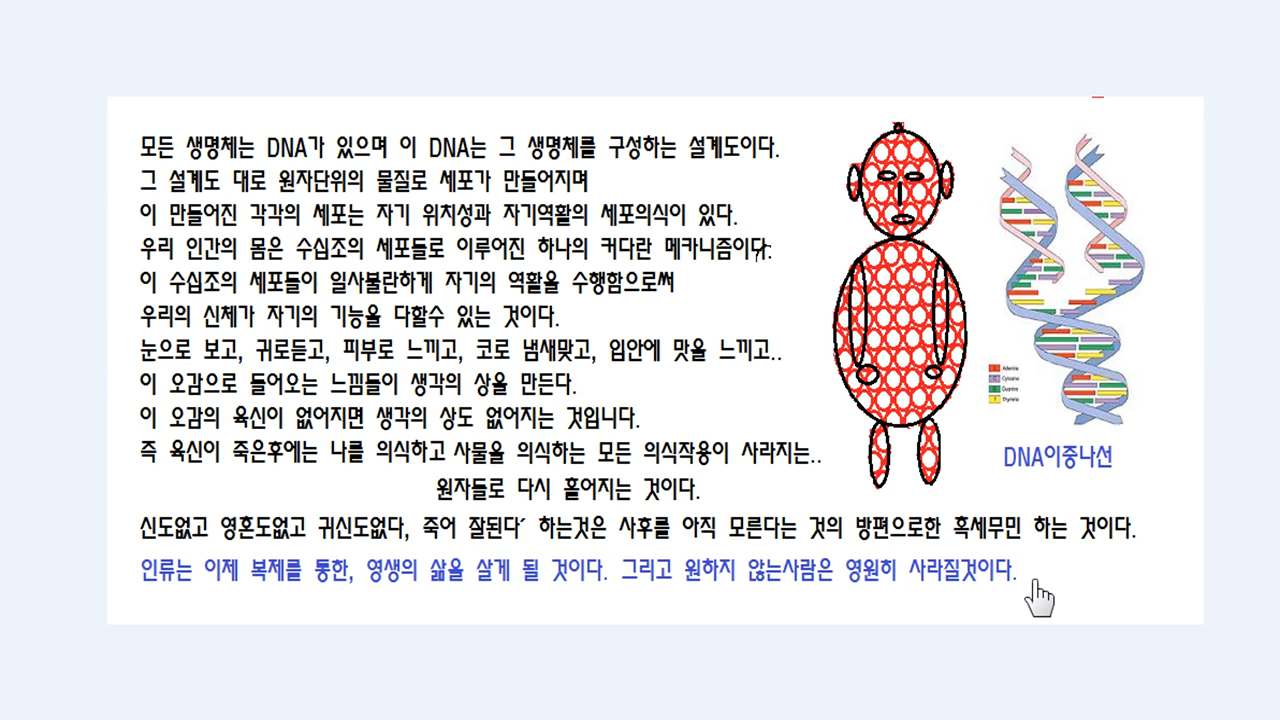 모든 생명체는 DNA가 있으며 이 DNA는 그 생명체를 구성하는 설계도이다.
그 설계도 대로 원자단위의 물질로 세포가 만들어지며
이 만들어진 각각의 세포는 자기 위치성과 자기역활의 세포의식이 있다.
우리 인간의 몸은 수십조의 세포들로 이루어진 하나의 커다란 메카니즘이다.
이 수십조의 세포들이 일사불란하게 자기의 역활을 수행함으로써
우리의 신체가 자기의 기능을 다할수 있는 것이다.
눈으로 보고, 귀로듣고, 피부로 느끼고, 코로 냄새맞고, 입안에 맛을 느끼고..
이 오감으로 들어오는 느낌들이 생각의 상을 만든다.
이 오감의 육신이 없어지면 생각의 상도 없어지는 것입니다.
즉 육신이 죽은후에는 나를 의식하고 사물을 의식하는 모든 의식작용이 사라지는..
원자들로 다시 흩어지는 것이다.
신도없고 영혼도없고 귀신도없다, 죽어 잘된다´ 하는것은 사후를 아직 모른다는 것의 방편으로한 혹세무민 하는 것이다.
인류는 이제 복제를 통한, 영생의 삶을 살게 될 것이다. 그리고 원하지 않는사람은 영원히 사라질것이다.
Adenine
Cytosine
Guanine
Thymine
DNA이중나선